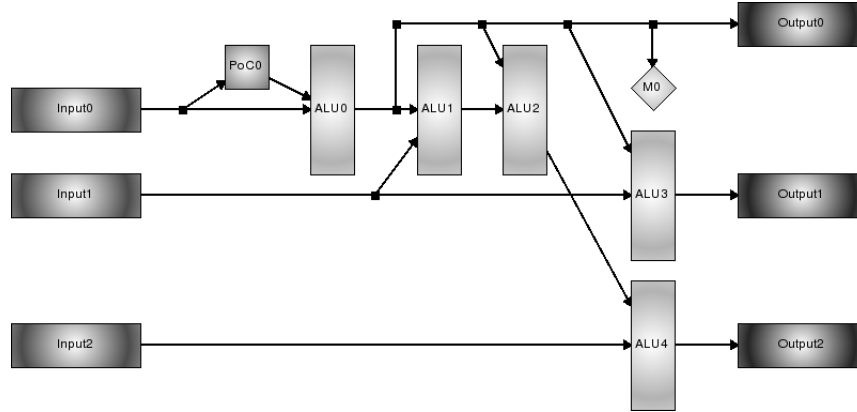 Output0
PoC0
M0
Input0
ALU0
ALU1
ALU2
Input1
ALU3
Output1
Input2
ALU4
Output2